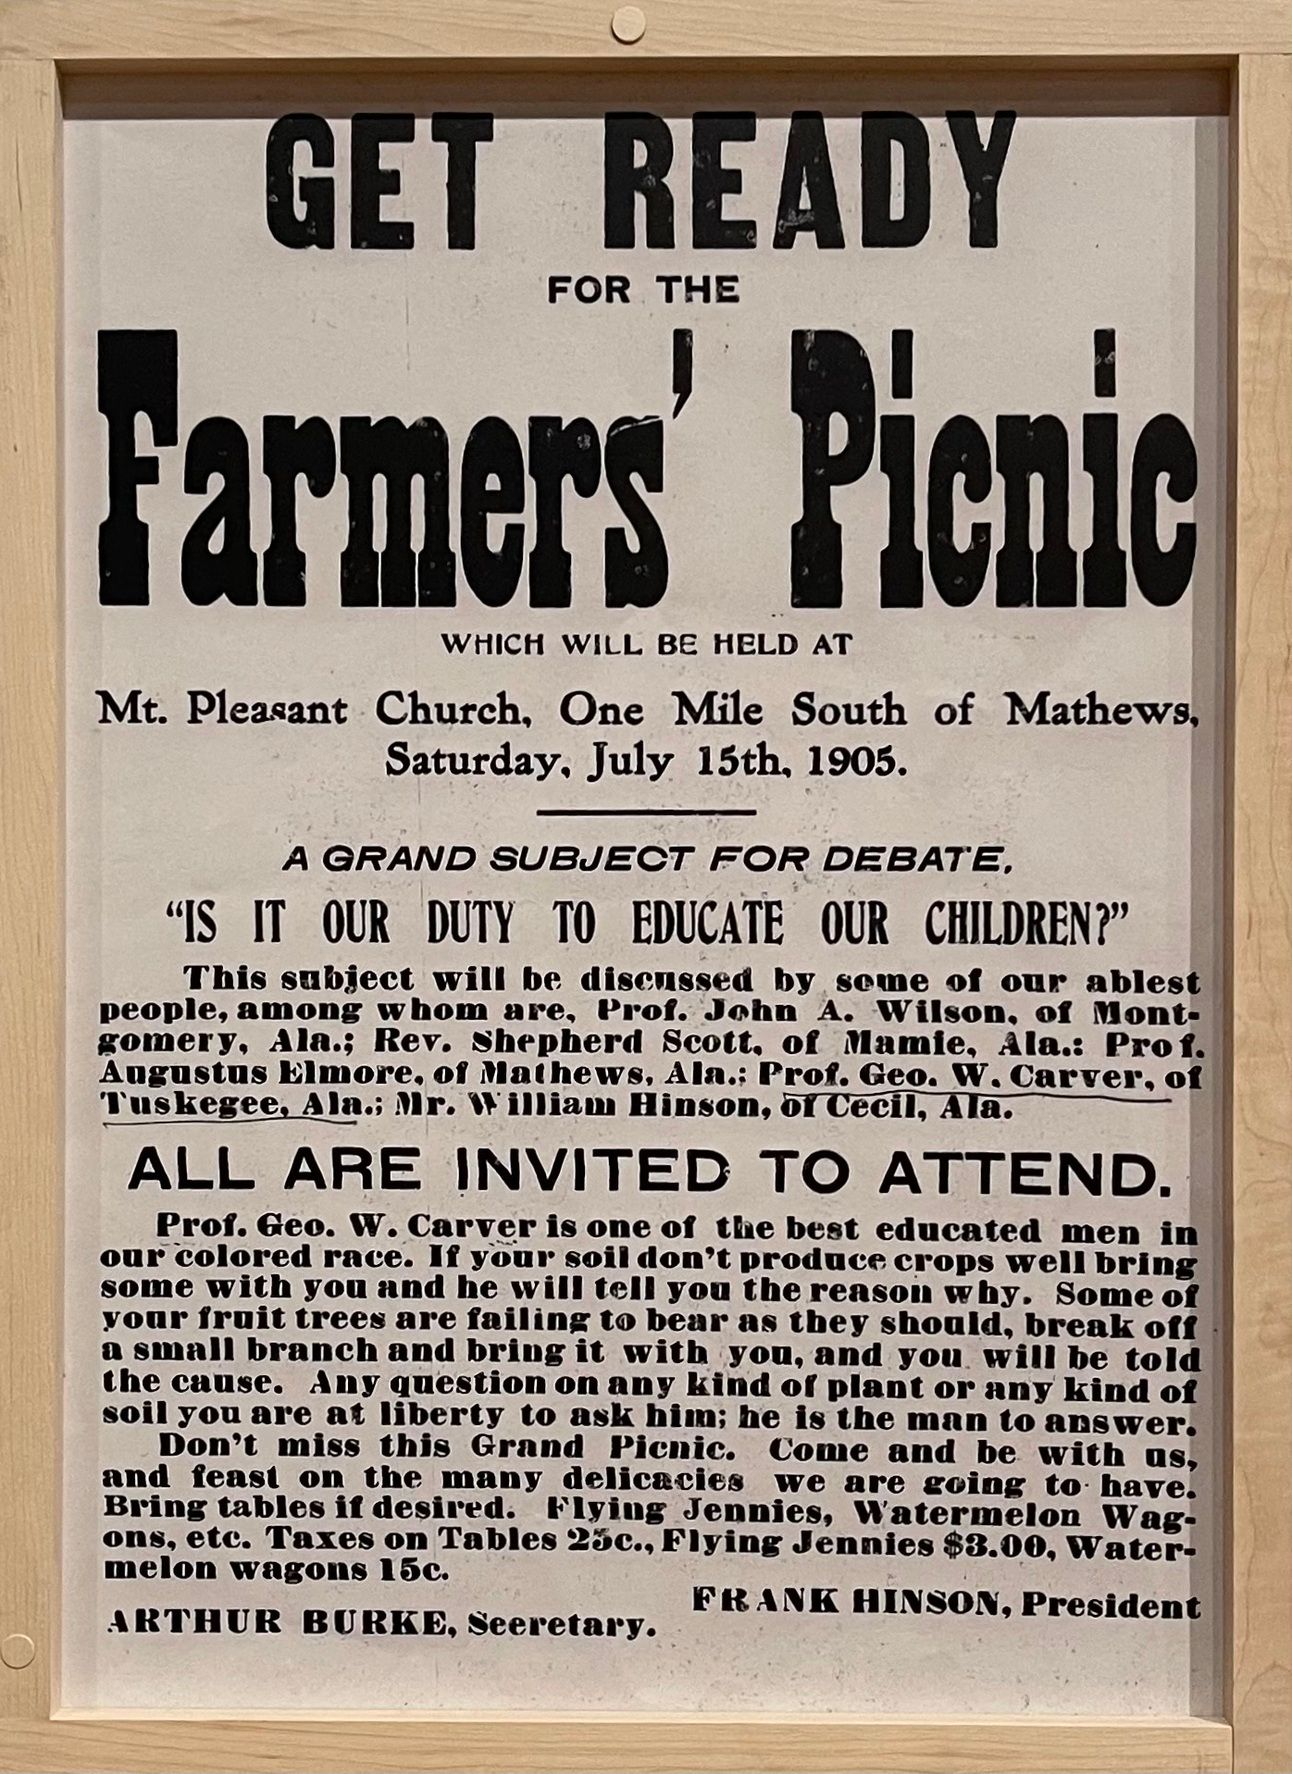 GET READY
FOR THE
Farmers' Picnic
WHICH WILL BE HELD AT
Mt. Pleasant Church, One Mile South of Mathews,
Saturday, July 15th, 1905.
A GRAND SUBJECT FOR DEBATE,
“IS IT OUR DUTY TO EDUCATE OUR CHILDREN?”
This subject will be discussed by some of our ablest
people, among whom are, Prof. John A. Wilson, of Mont-
gomery, Ala.; Rev. Shepherd Scott, of Mamie, Ala.: Prof.
Augustus Elmore, of Mathews, Ala.; Prof. Geo. W. Carver, of
Tuskegee, Ala.; Mr. William Hinson, of Cecil, Ala.
ALL ARE INVITED TO ATTEND.
Prof. Geo. W. Carver is one of the best educated men in
our colored race. If your soil don't produce crops well bring
some with you and he will tell you the reason why. Some of
your fruit trees are failing to bear as they should, break off
a small branch and bring it with you, and you will be told
the cause. Any question on any kind of plant or any kind of
soil you are at liberty to ask him; he is the man to answer.
Don't miss this Grand Picnic. Come and be with us,
and feast on the many delicacies we are going to have.
Bring tables if desired. Flying Jennies, Watermelon Wag-
ons, etc. Taxes on Tables 25c., Flying Jennies $3.00, Water-
melon wagons 15c.
FRANK HINSON, President
ARTHUR BURKE, Seeretary.